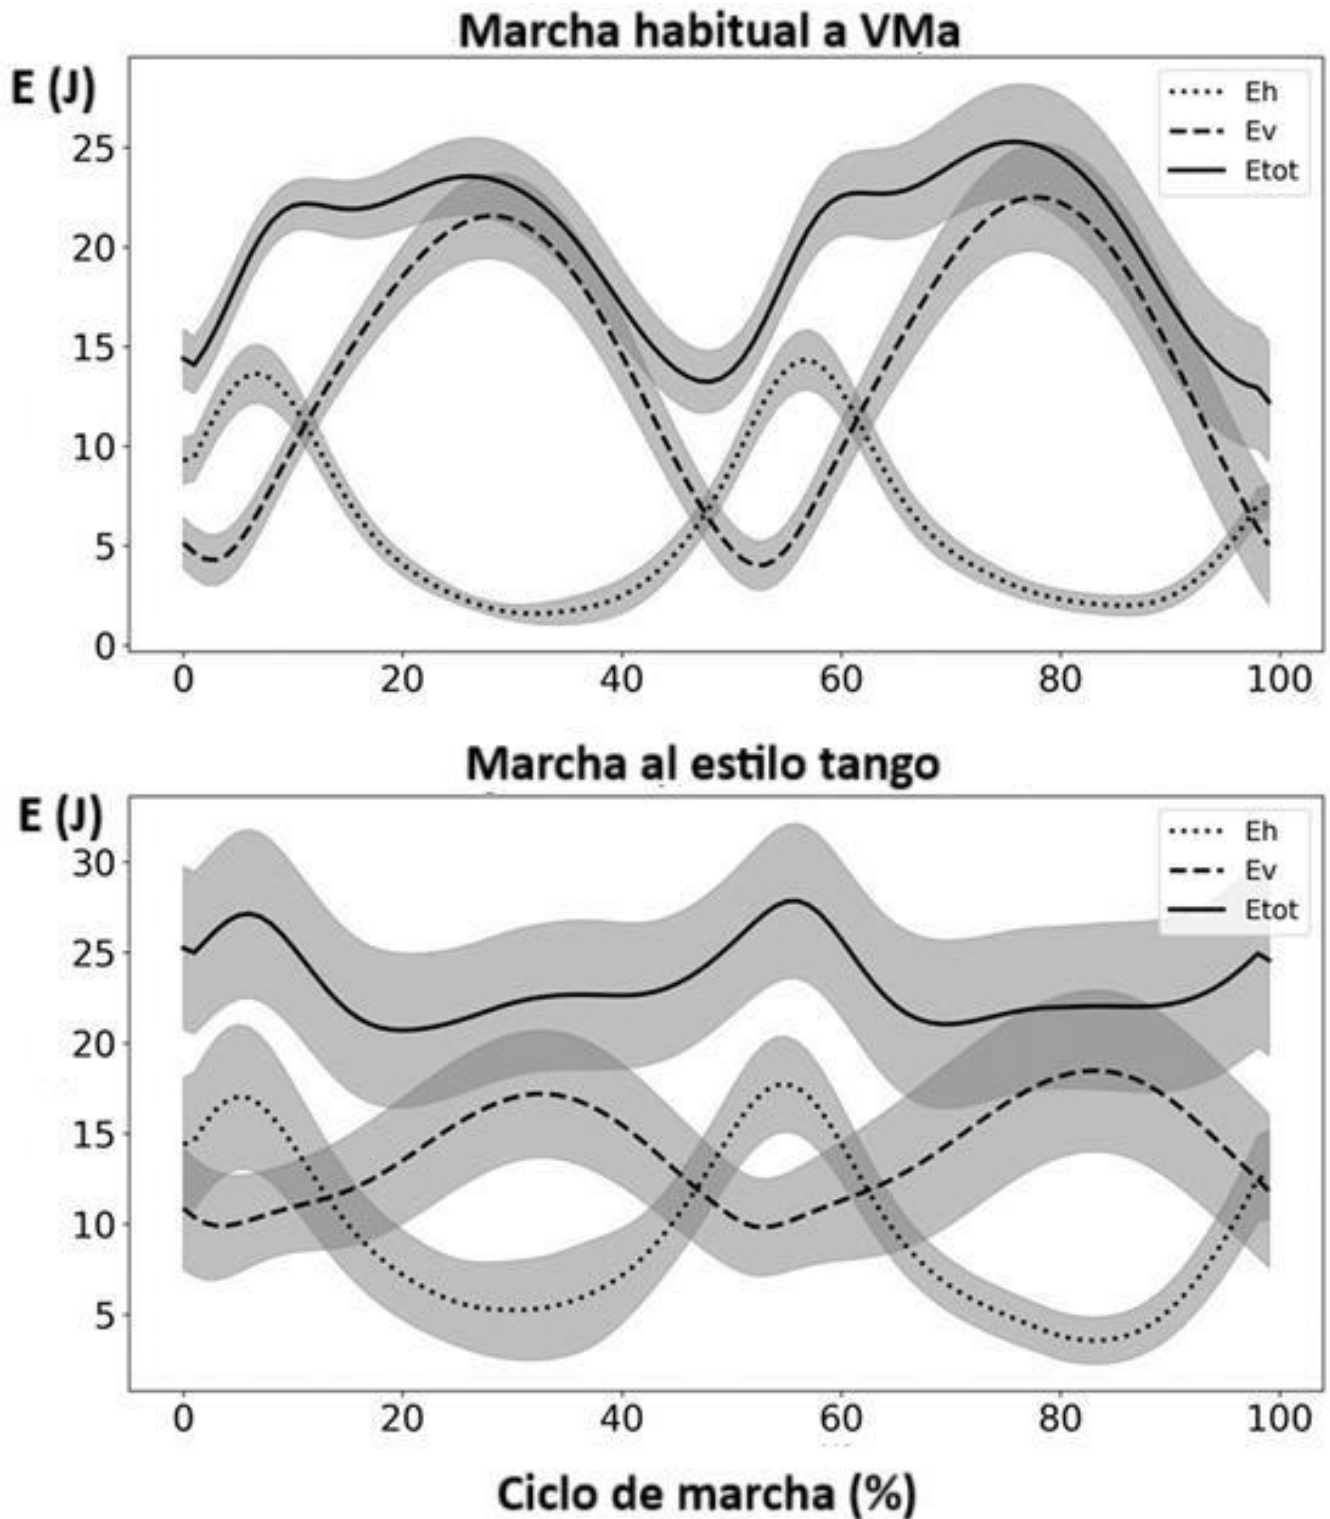 Marcha habitual a VMa
E (J)
Eh
Ev
Etot
25
20
15
10
5
0
0 20 40 60 80 100
Marcha al estilo tango
E (J)
Eh
Ev
Etot
30
25
20
15
10
5
0 20 40 60 80 100
Ciclo de marcha (%)